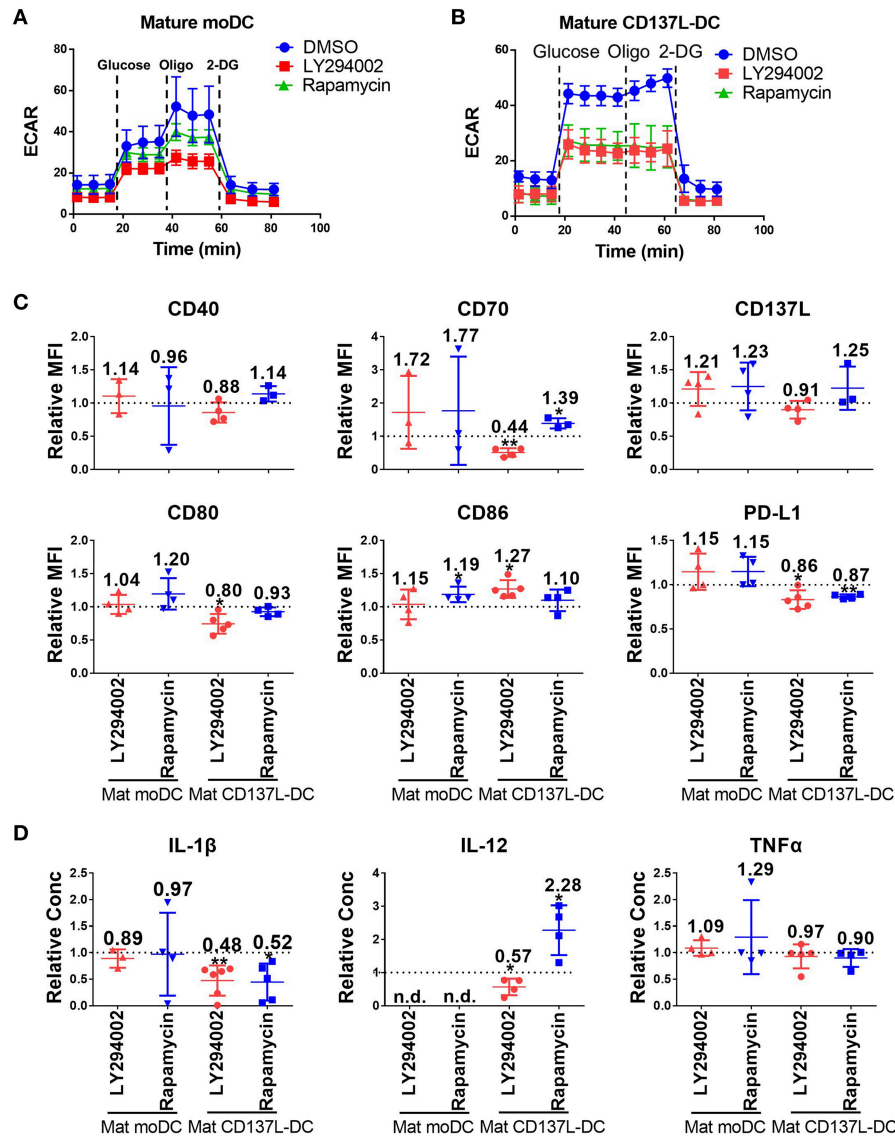 A
Mature moDC
60
40
20
0
ECAR
Glucose
Oligo
2-DG
DMSO
LY294002
Rapamycin
0 20 40 60 80 100
Time (min)
B
Mature CD137L-DC
60
40
20
0
ECAR
Glucose Oligo 2-DG
DMSO
LY294002
Rapamycin
0 20 40 60 80 100
Time (min)
C
CD40
Relative MFI
2.0
1.5
1.0
0.5
0.0
1.14 0.96 0.88 1.14
CD70
Relative MFI
4
3
2
1
0
1.72 1.77 0.44 1.39
** *
CD137L
Relative MFI
2.0
1.5
1.0
0.5
0.0
1.21 1.23 0.91 1.25
CD80
Relative MFI
2.0
1.5
1.0
0.5
0.0
1.04 1.20 0.80 0.93
*
LY294002
Rapamycin
LY294002
Rapamycin
Mat moDC Mat CD137L-DC
CD86
Relative MFI
2.0
1.5
1.0
0.5
0.0
1.15 1.19 1.27 1.10
* *
LY294002
Rapamycin
LY294002
Rapamycin
Mat moDC Mat CD137L-DC
PD-L1
Relative MFI
1.5
1.0
0.5
0.0
1.15 1.15 0.86 0.87
* **
LY294002
Rapamycin
LY294002
Rapamycin
Mat moDC Mat CD137L-DC
D
IL-1β
Relative Conc
2.5
2.0
1.5
1.0
0.5
0.0
0.89 0.97 0.48 0.52
** *
LY294002
Rapamycin
LY294002
Rapamycin
Mat moDC Mat CD137L-DC
IL-12
Relative Conc
4
3
2
1
0
n.d. n.d. 0.57 2.28
* *
LY294002
Rapamycin
LY294002
Rapamycin
Mat moDC Mat CD137L-DC
TNFα
Relative Conc
2.5
2.0
1.5
1.0
0.5
0.0
1.09 1.29 0.97 0.90
LY294002
Rapamycin
LY294002
Rapamycin
Mat moDC Mat CD137L-DC